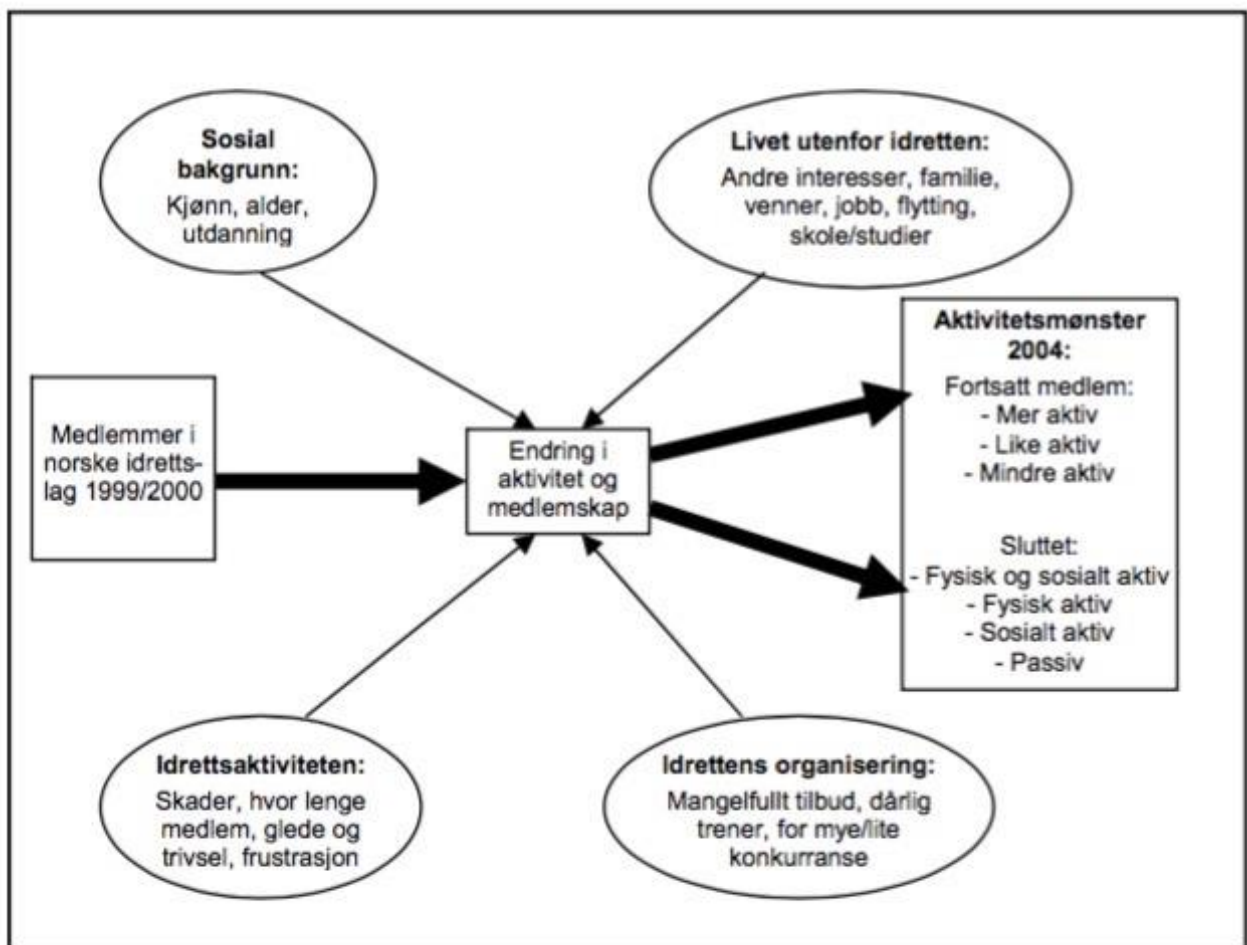 Sosial
bakgrunn:
Kjønn, alder,
utdanning
Livet utenfor idretten:
Andre interesser, familie,
venner, jobb, flytting,
skole/studier
Medlemmer i
norske idretts-
lag 1999/2000
Endring i
aktivitet og
medlemskap
Aktivitetsmønster
2004:
Fortsatt medlem:
- Mer aktiv
- Like aktiv
- Mindre aktiv
Sluttet:
- Fysisk og sosialt aktiv
- Fysisk aktiv
- Sosialt aktiv
- Passiv
Idrettsaktiviteten:
Skader, hvor lenge
medlem, glede og
trivsel, frustrasjon
Idrettens organisering:
Mangelfullt tilbud, dårlig
trener, for mye/lite
konkurranse